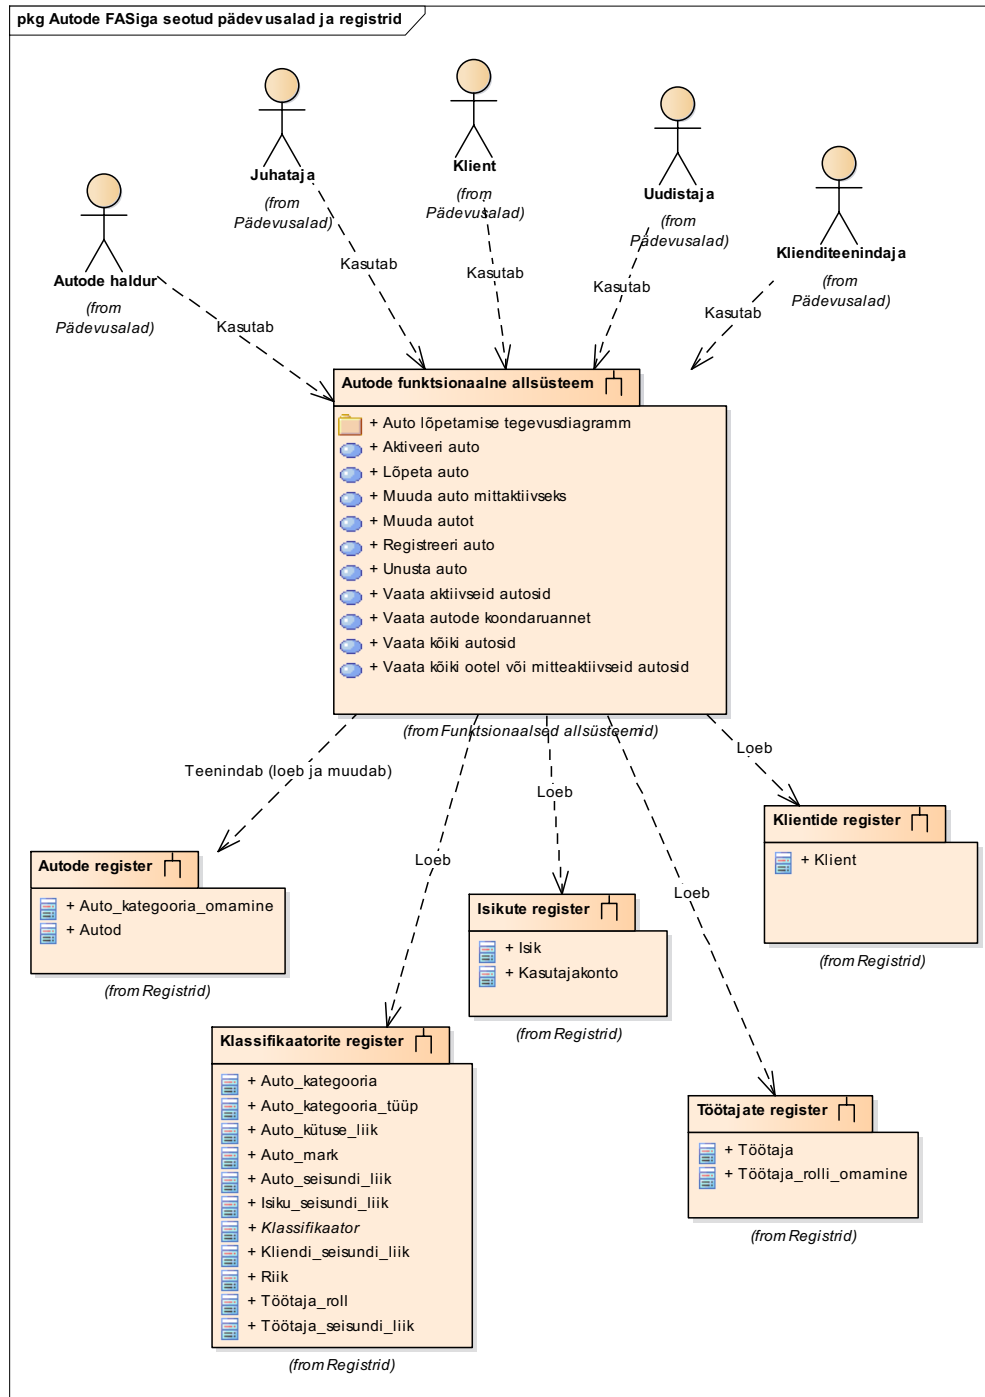 pkg Autode FASiga seotud pädevusalad ja registrid
Juhataja
(from
Pädevusalad)
Klient
(from
Pädevusalad)
Uudistaja
(from
Pädevusalad)
Klienditeenindaja
(from
Pädevusalad)
Autode haldur
(from
Pädevusalad)
Kasutab
Kasutab
Kasutab
Kasutab
Kasutab
Autode funktsionaalne allsüsteem
+ Auto lõpetamise tegevusdiagramm
+ Aktiveeri auto
+ Lõpeta auto
+ Muuda auto mittaktiivseks
+ Muuda autot
+ Registreeri auto
+ Unusta auto
+ Vaata aktiivseid autosid
+ Vaata autode koondaruannet
+ Vaata kõiki autosid
+ Vaata kõiki ootel või mitteaktiivseid autosid
(from Funktsionaalsed allsüsteemid)
Teenindab (loeb ja muudab)
Loeb
Loeb
Loeb
Loeb
Autode register
+ Auto_kategooria_omamine
+ Autod
(from Registrid)
Klassifikaatorite register
+ Auto_kategooria
+ Auto_kategooria_tüüp
+ Auto_kütuse_liik
+ Auto_mark
+ Auto_seisundi_liik
+ Isiku_seisundi_liik
+ Klassifikaator
+ Kliendi_seisundi_liik
+ Riik
+ Töötaja_roll
+ Töötaja_seisundi_liik
(from Registrid)
Isikute register
+ Isik
+ Kasutajakonto
(from Registrid)
Töötajate register
+ Töötaja
+ Töötaja_rolli_omamine
(from Registrid)
Klientide register
+ Klient
(from Registrid)